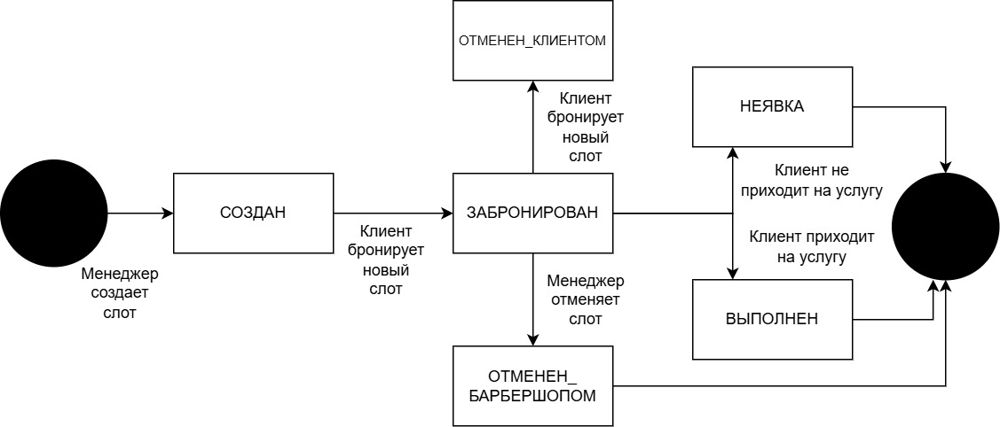 ОТМЕНЕН_КЛИЕНТОМ
Клиент
бронирует
новый
слот
НЕЯВКА
Клиент не
приходит на услугу
СОЗДАН
ЗАБРОНИРОВАН
Клиент
бронирует
новый
слот
Клиент приходит
на услугу
Менеджер
создает
слот
Менеджер
отменяет
слот
ВЫПОЛНЕН
ОТМЕНЕН_
БАРБЕРШОПОМ